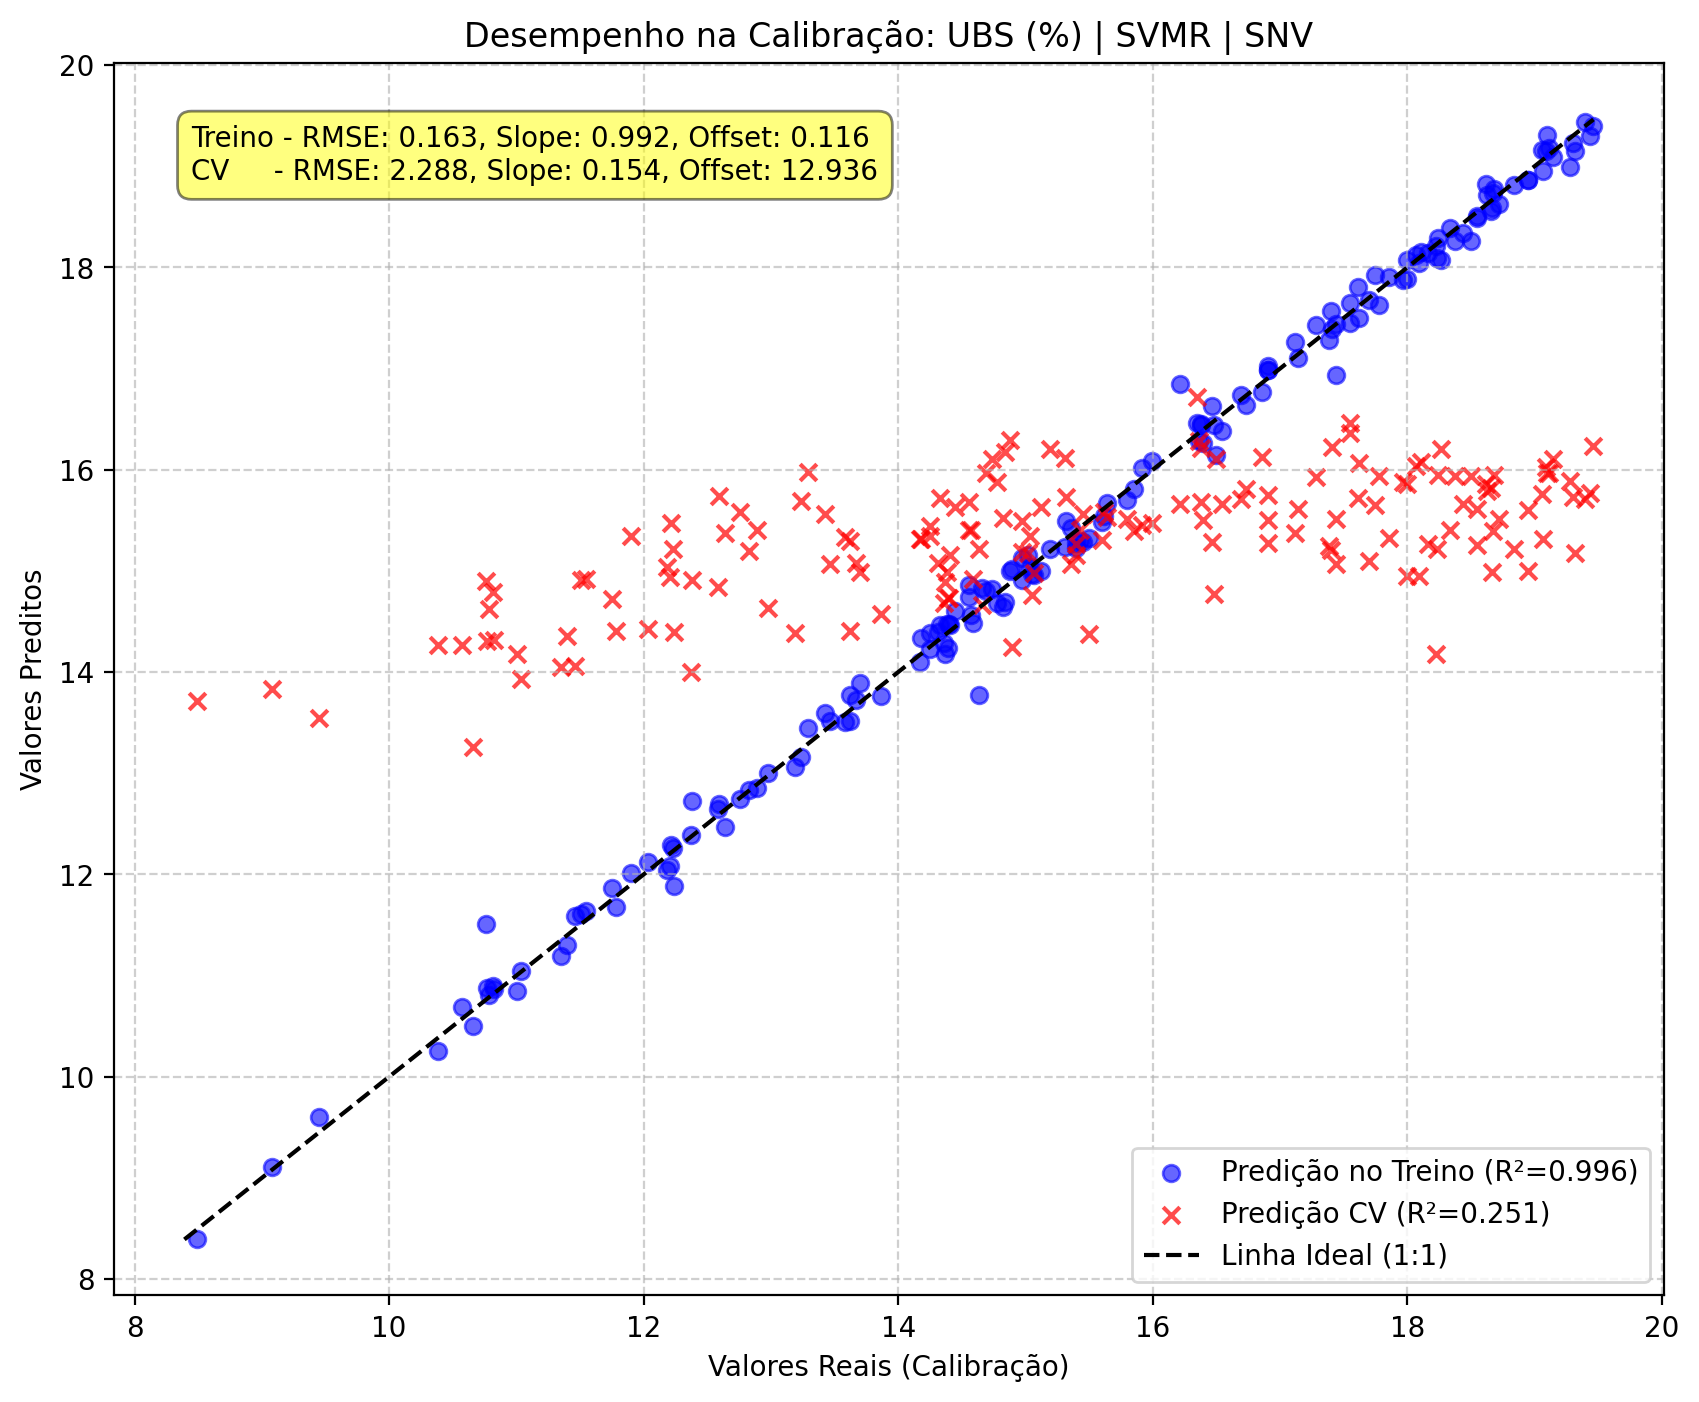 Desempenho na Calibração: UBS (%) | SVMR | SNV
Treino - RMSE: 0.163, Slope: 0.992, Offset: 0.116
CV - RMSE: 2.288, Slope: 0.154, Offset: 12.936
20
18
16
14
12
10
8
Valores Preditos
Predição no Treino (R²=0.996)
Predição CV (R²=0.251)
Linha Ideal (1:1)
8 10 12 14 16 18 20
Valores Reais (Calibração)